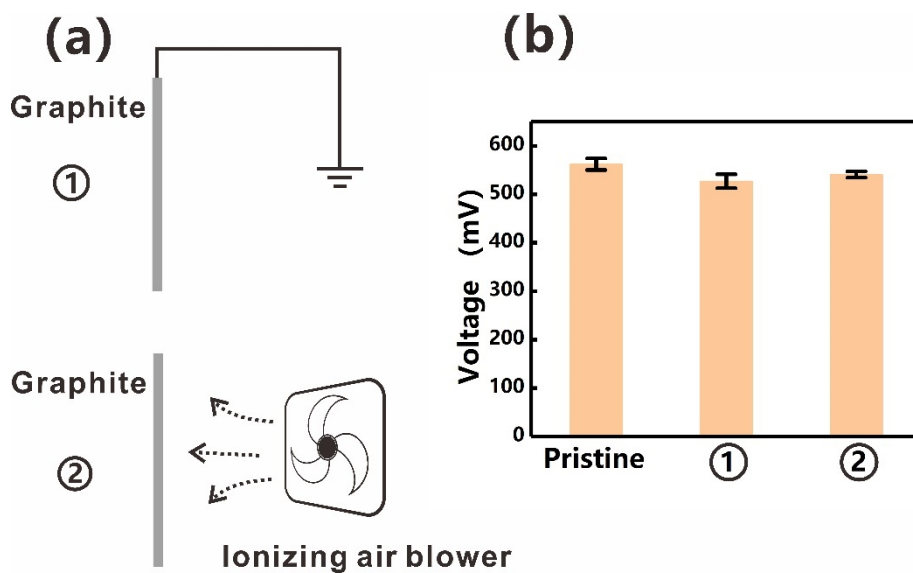 (a)
Graphite
①
Graphite
②
Ionizing air blower
(b)
Voltage (mV)
600
500
400
300
200
100
0
Pristine ① ②